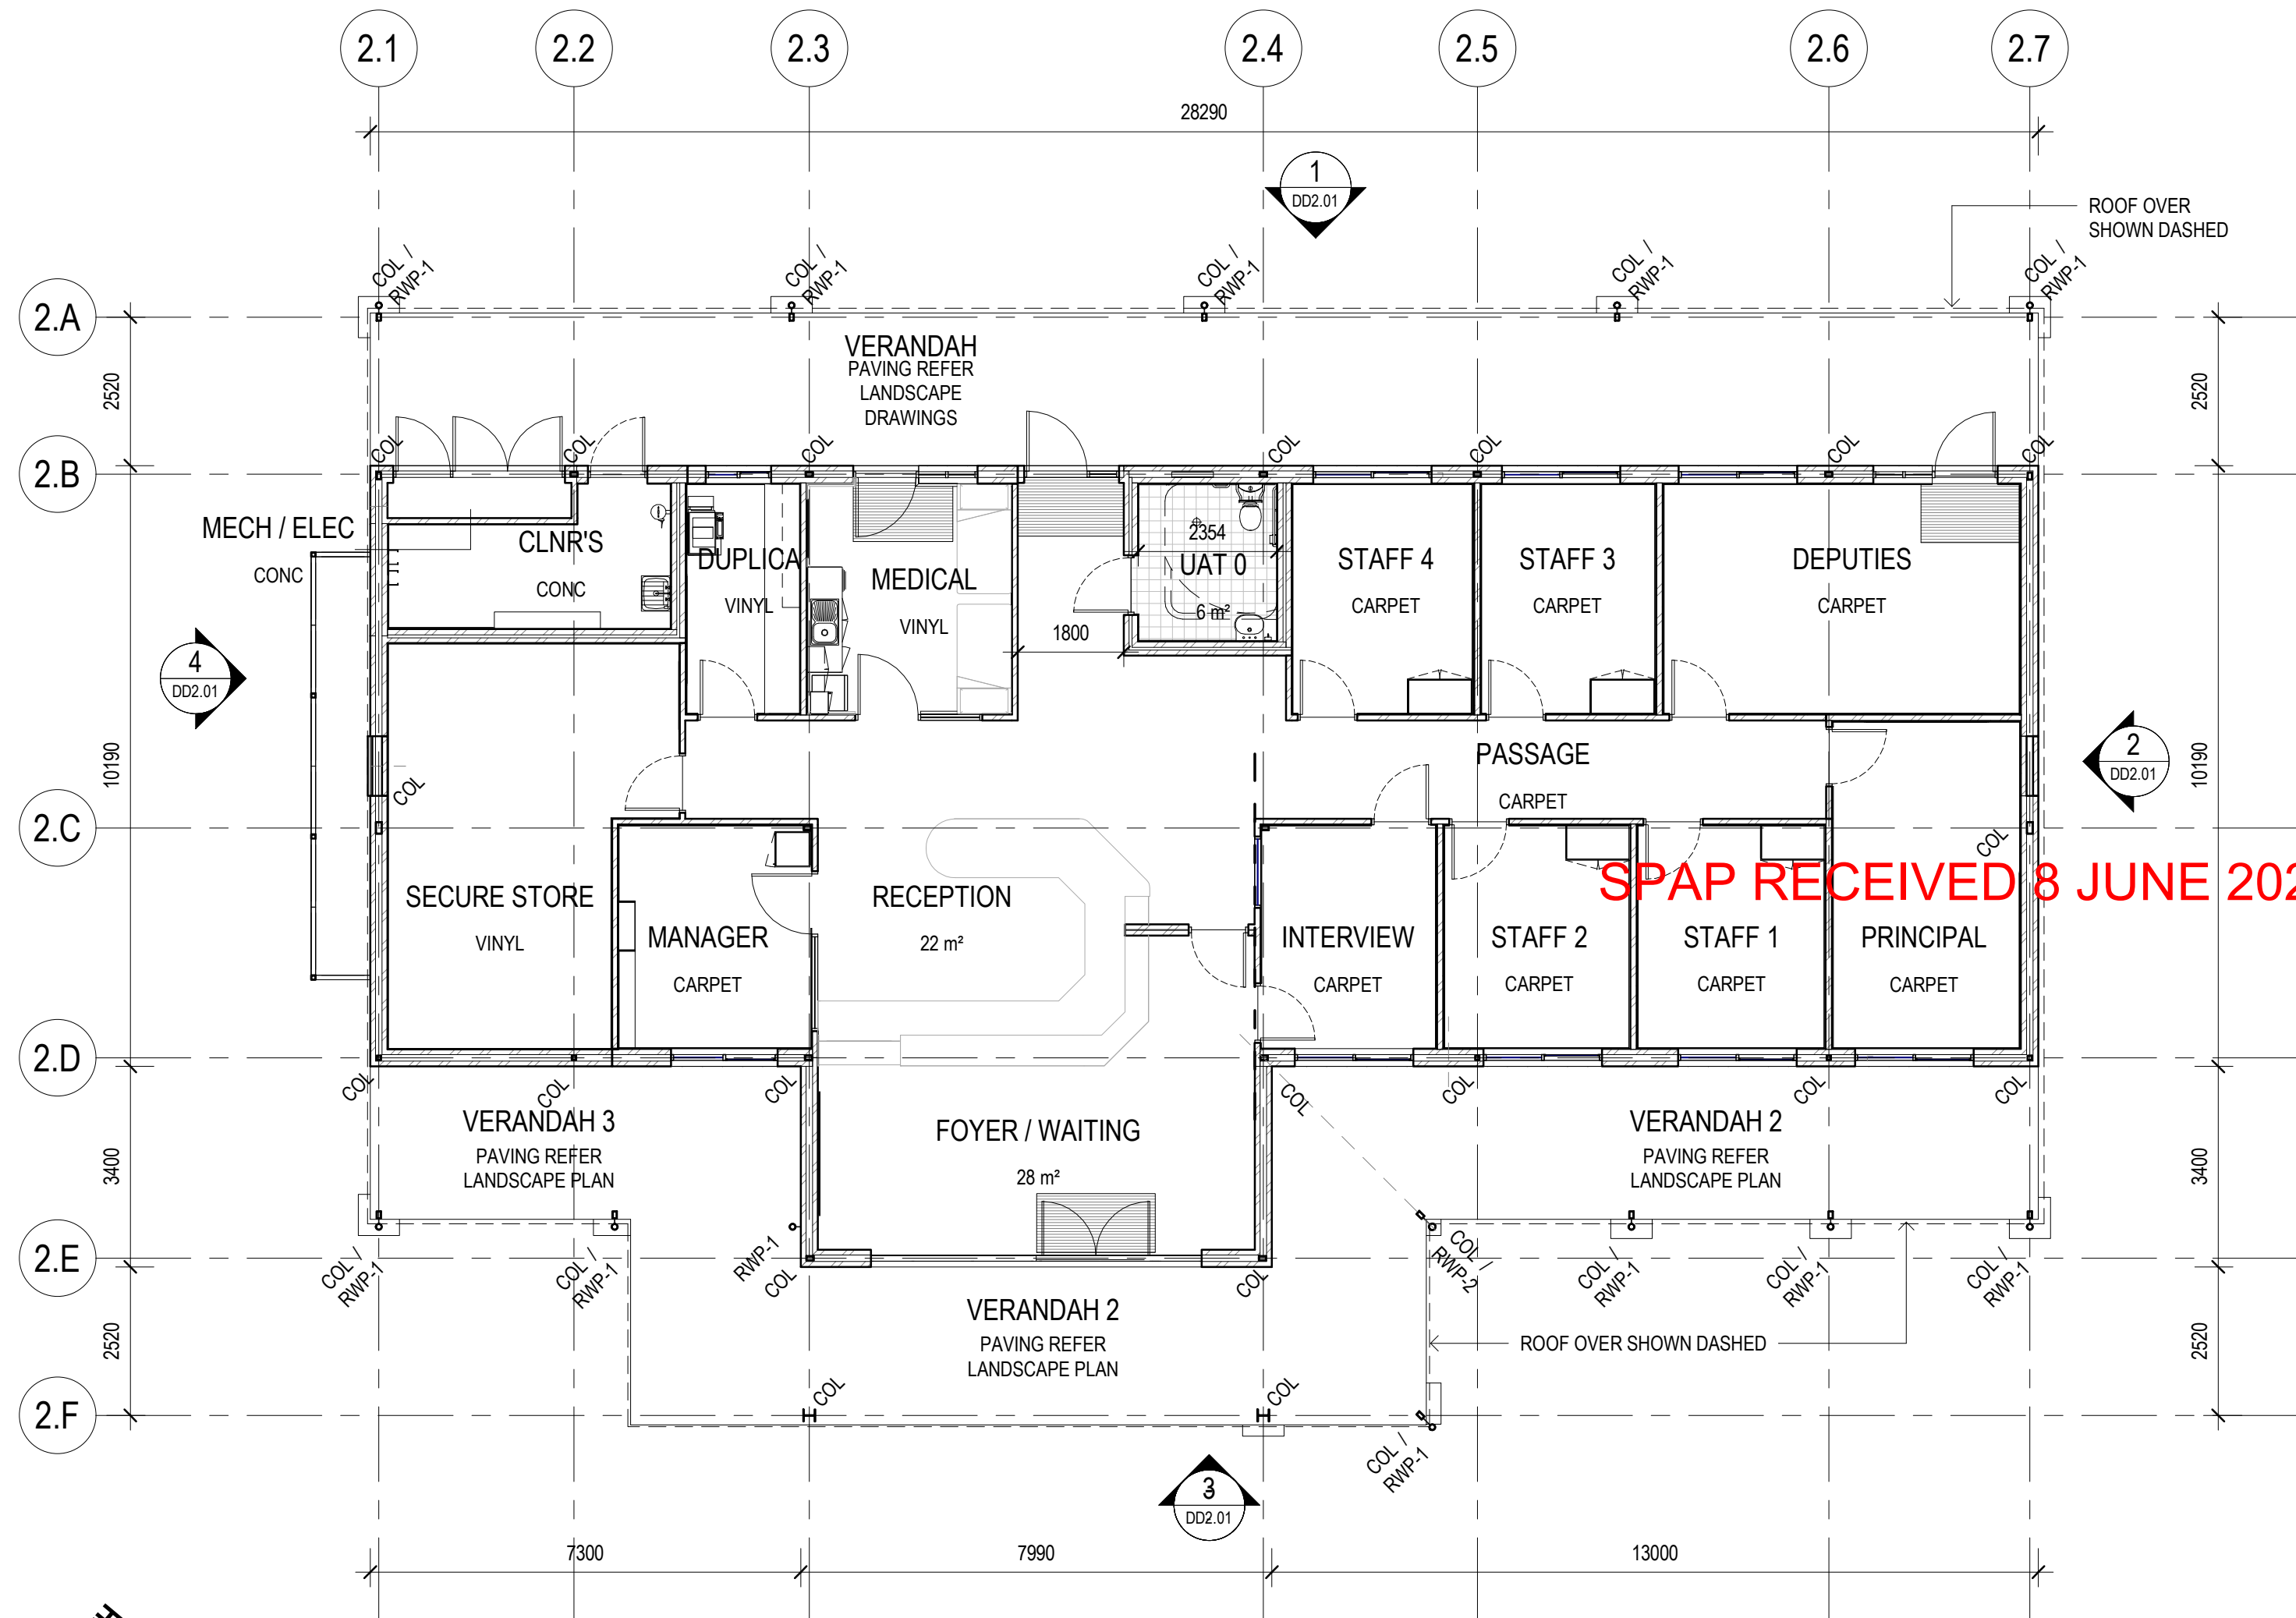 2.1
2.2
2.3
2.4
2.5
2.6
2.7
28290
1
DD2.01
ROOF OVER
SHOWN DASHED
COL /
RWP-1
COL /
RWP-1
COL /
RWP-1
COL /
RWP-1
COL /
RWP-1
2.A
VERANDAH
PAVING REFER
LANDSCAPE
DRAWINGS
2520
2520
COL
COL
COL
COL
COL
COL
COL
2.B
MECH / ELEC
CONC
CLNR'S
CONC
DUPLICA
VINYL
MEDICAL
VINYL
1800
2354
UAT 0
6 m²
STAFF 4
CARPET
STAFF 3
CARPET
DEPUTIES
CARPET
4
DD2.01
2
DD2.01
10190
10190
PASSAGE
CARPET
COL
COL
2.C
SPAP RECEIVED 8 JUNE 202
SECURE STORE
VINYL
MANAGER
CARPET
RECEPTION
22 m²
INTERVIEW
CARPET
STAFF 2
CARPET
STAFF 1
CARPET
PRINCIPAL
CARPET
2.D
COL
COL
COL
COL
COL
COL
COL
VERANDAH 3
PAVING REFER
LANDSCAPE PLAN
FOYER / WAITING
28 m²
VERANDAH 2
PAVING REFER
LANDSCAPE PLAN
3400
3400
2.E
COL /
RWP-1
COL /
RWP-1
RWP-1
COL
COL
COL /
RWP-2
COL /
RWP-1
COL /
RWP-1
COL /
RWP-1
VERANDAH 2
PAVING REFER
LANDSCAPE PLAN
ROOF OVER SHOWN DASHED
2520
2520
COL
COL
2.F
COL /
RWP-1
3
DD2.01
7300
7990
13000